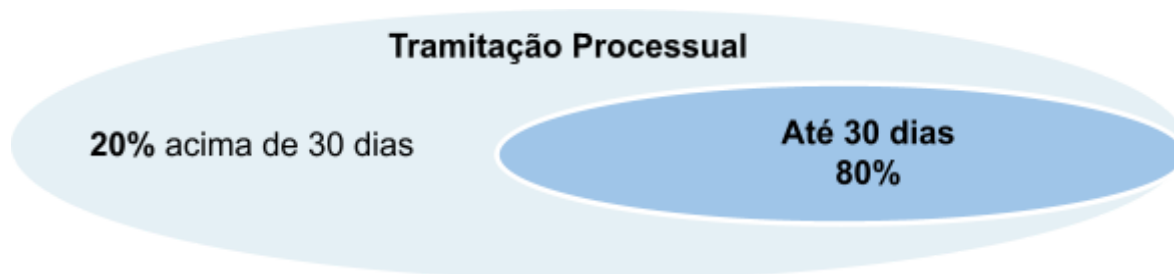 Tramitação Processual
20% acima de 30 dias
Até 30 dias
80%